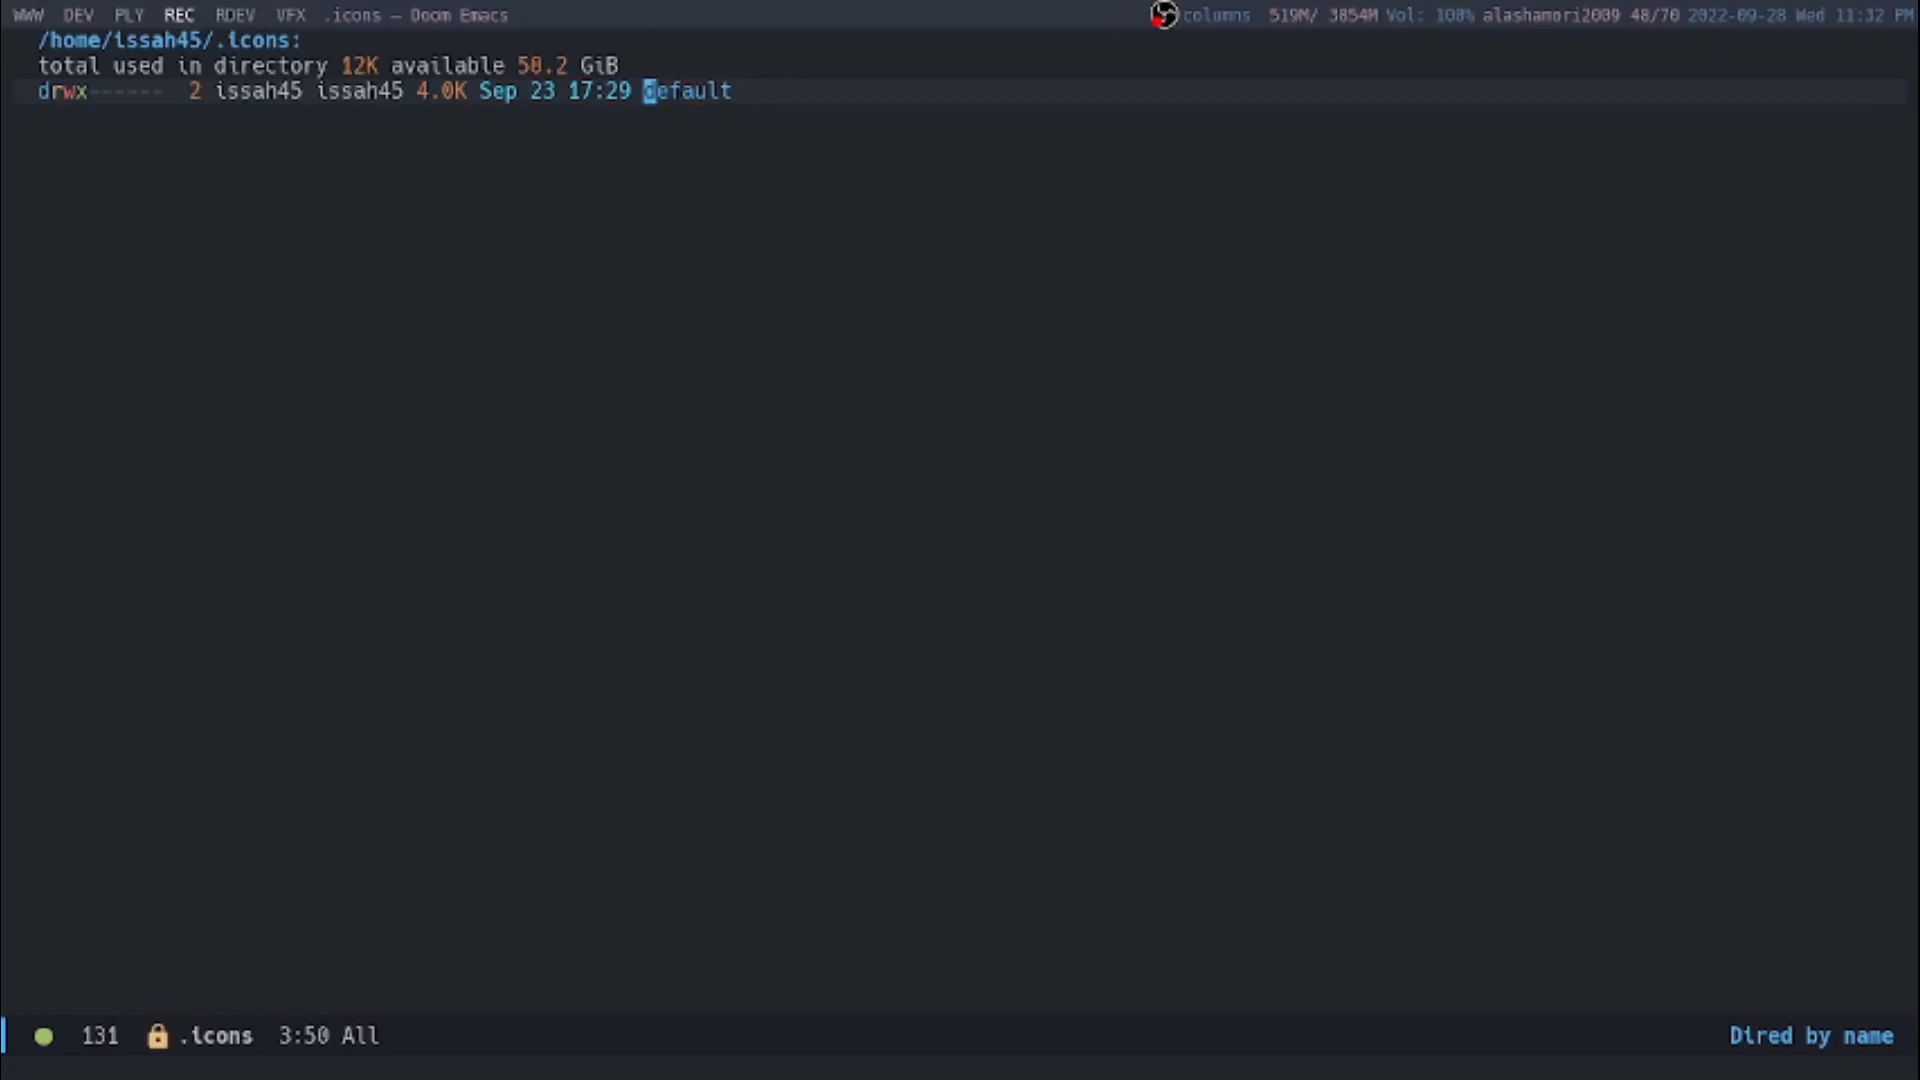 WWW DEV PLY REC RDEV VFX .icons – Doom Emacs columns 519M/ 3854M Vol: 100% alashamori2009 48/70 2022-09-28 Wed 11:32 PM
/home/issah45/.icons:
total used in directory 12K available 50.2 GiB
drwx------ 2 issah45 issah45 4.0K Sep 23 17:29 default
131 .icons 3:50 All Dired by name